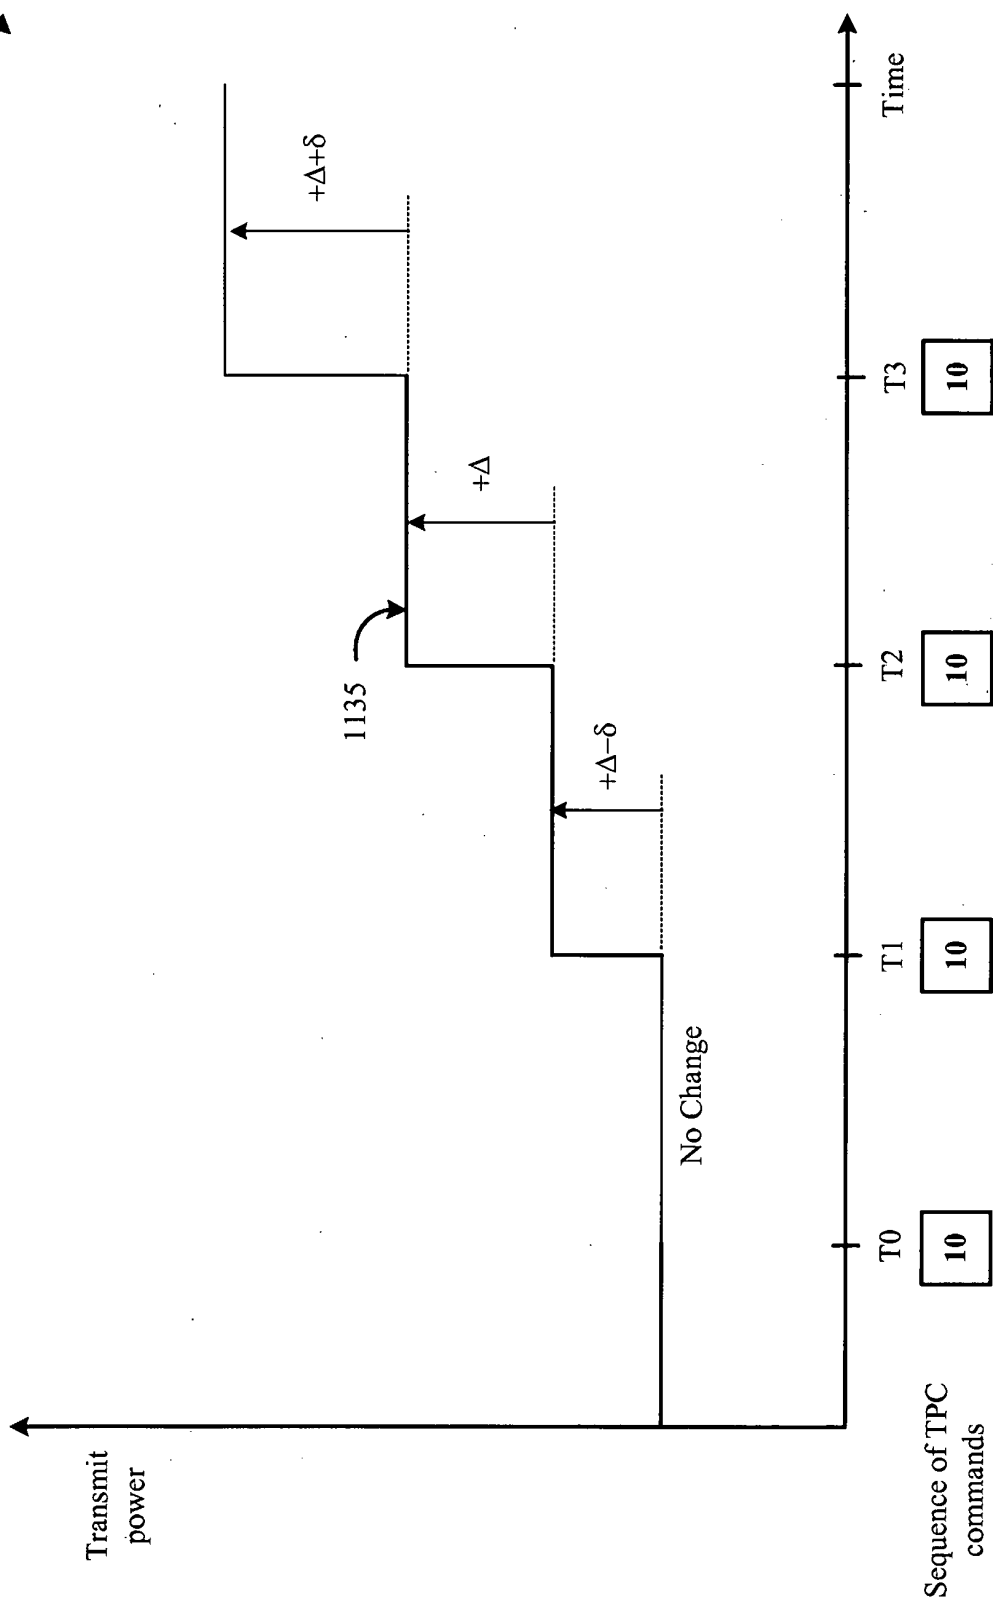 Transmit
power
+Δ+δ
1135
+Δ
+Δ−δ
No Change
T0
T1
T2
T3
Time
Sequence of TPC
commands
10
10
10
10